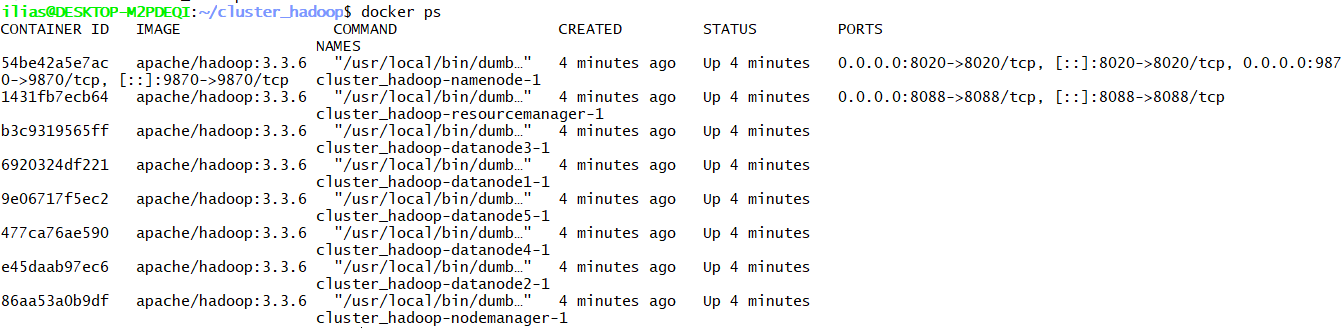 ilias@DESKTOP-M2PDEQI:~/cluster_hadoop$ docker ps
CONTAINER ID   IMAGE                 COMMAND                  CREATED         STATUS         PORTS
                                   NAMES
54be42a5e7ac   apache/hadoop:3.3.6   "/usr/local/bin/dumb…"   4 minutes ago   Up 4 minutes   0.0.0.0:8020->8020/tcp, [::]:8020->8020/tcp, 0.0.0.0:987
0->9870/tcp, [::]:9870->9870/tcp   cluster_hadoop-namenode-1
1431fb7ecb64   apache/hadoop:3.3.6   "/usr/local/bin/dumb…"   4 minutes ago   Up 4 minutes   0.0.0.0:8088->8088/tcp, [::]:8088->8088/tcp
                                   cluster_hadoop-resourcemanager-1
b3c9319565ff   apache/hadoop:3.3.6   "/usr/local/bin/dumb…"   4 minutes ago   Up 4 minutes
                                   cluster_hadoop-datanode3-1
6920324df221   apache/hadoop:3.3.6   "/usr/local/bin/dumb…"   4 minutes ago   Up 4 minutes
                                   cluster_hadoop-datanode1-1
9e06717f5ec2   apache/hadoop:3.3.6   "/usr/local/bin/dumb…"   4 minutes ago   Up 4 minutes
                                   cluster_hadoop-datanode5-1
477ca76ae590   apache/hadoop:3.3.6   "/usr/local/bin/dumb…"   4 minutes ago   Up 4 minutes
                                   cluster_hadoop-datanode4-1
e45daab97ec6   apache/hadoop:3.3.6   "/usr/local/bin/dumb…"   4 minutes ago   Up 4 minutes
                                   cluster_hadoop-datanode2-1
86aa53a0b9df   apache/hadoop:3.3.6   "/usr/local/bin/dumb…"   4 minutes ago   Up 4 minutes
                                   cluster_hadoop-nodemanager-1